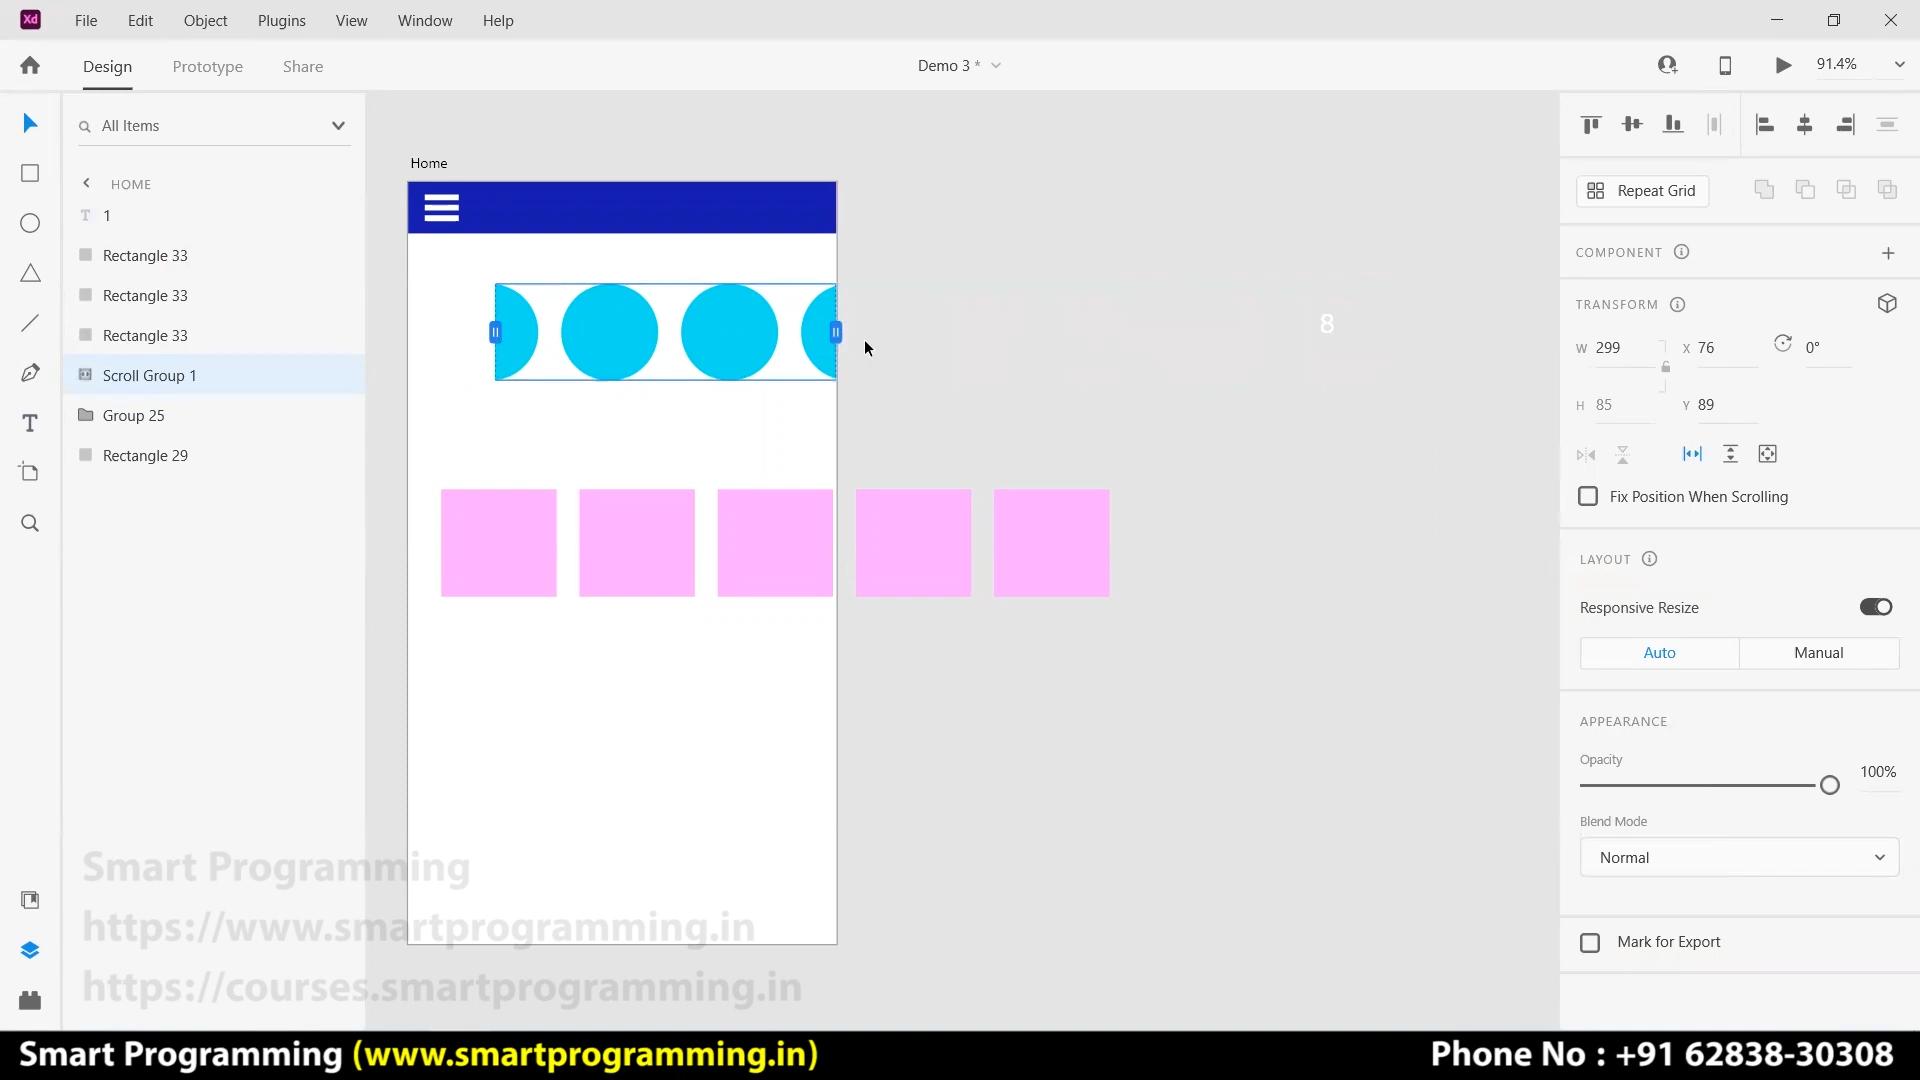 Xd File Edit Object Plugins View Window Help
Design Prototype Share Demo 3 * 91.4%
All Items
HOME
T 1
Rectangle 33
Rectangle 33
Rectangle 33
Scroll Group 1
Group 25
Rectangle 29
Home
8
Repeat Grid
COMPONENT
TRANSFORM
W 299 X 76 0°
H 85 Y 89
Fix Position When Scrolling
LAYOUT
Responsive Resize
Auto Manual
APPEARANCE
Opacity
100%
Blend Mode
Normal
Mark for Export
Smart Programming
https://www.smartprogramming.in
https://courses.smartprogramming.in
Smart Programming (www.smartprogramming.in) Phone No : +91 62838-30308